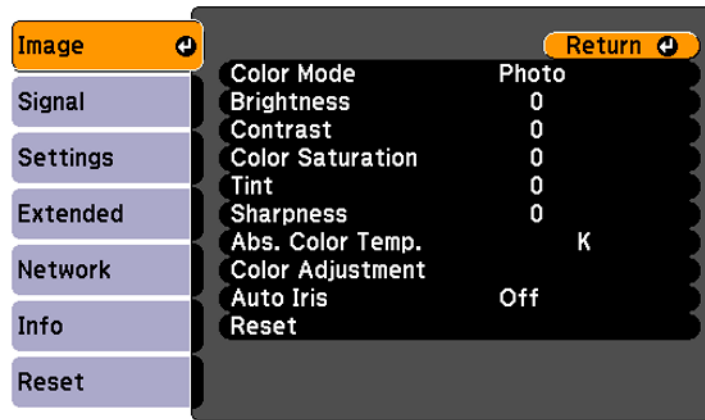 Image
Signal
Settings
Extended
Network
Info
Reset
Return
Color Mode Photo
Brightness 0
Contrast 0
Color Saturation 0
Tint 0
Sharpness 0
Abs. Color Temp. K
Color Adjustment
Auto Iris Off
Reset